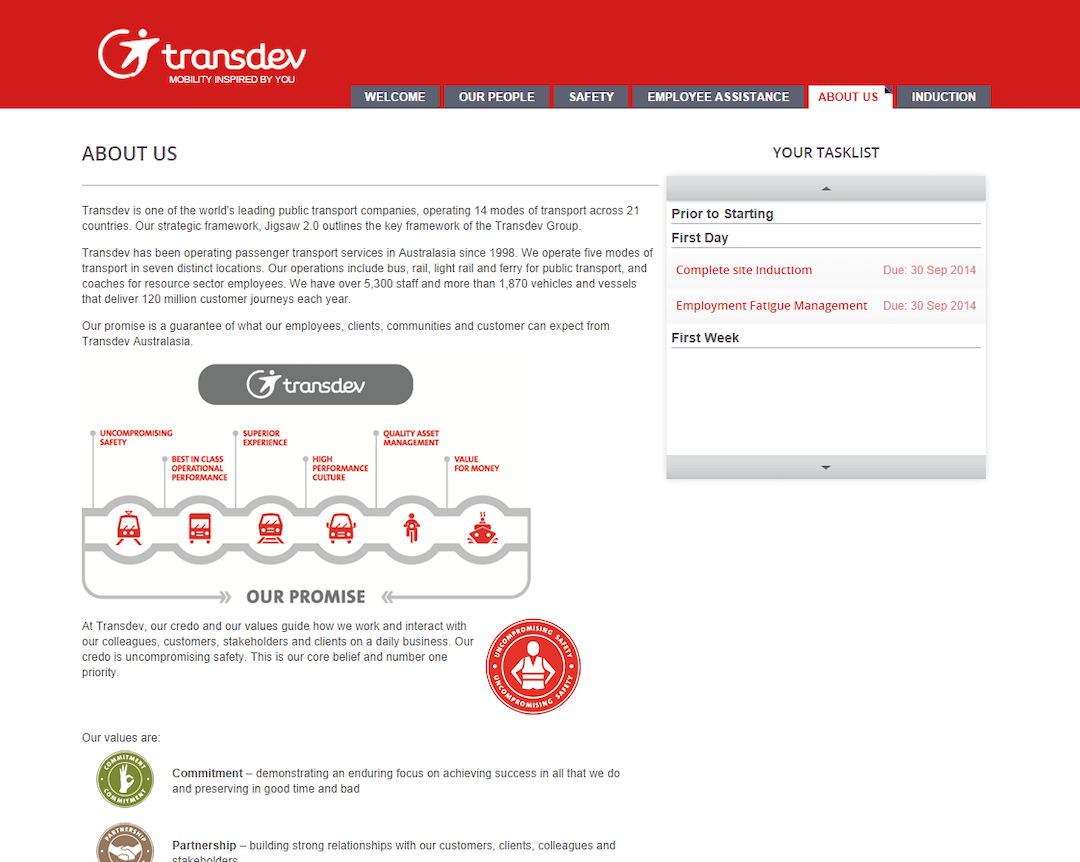 transdev
MOBILITY INSPIRED BY YOU
WELCOME
OUR PEOPLE
SAFETY
EMPLOYEE ASSISTANCE
ABOUT US
INDUCTION
ABOUT US
Transdev is one of the world's leading public transport companies, operating 14 modes of transport across 21
countries. Our strategic framework, Jigsaw 2.0 outlines the key framework of the Transdev Group.
Transdev has been operating passenger transport services in Australasia since 1998. We operate five modes of
transport in seven distinct locations. Our operations include bus, rail, light rail and ferry for public transport, and
coaches for resource sector employees. We have over 5,300 staff and more than 1,870 vehicles and vessels
that deliver 120 million customer journeys each year.
Our promise is a guarantee of what our employees, clients, communities and customer can expect from
Transdev Australasia.
transdev
UNCOMPROMISING
SAFETY
BEST IN CLASS
OPERATIONAL
PERFORMANCE
SUPERIOR
EXPERIENCE
HIGH
PERFORMANCE
CULTURE
QUALITY ASSET
MANAGEMENT
VALUE
FOR MONEY
OUR PROMISE
At Transdev, our credo and our values guide how we work and interact with
our colleagues, customers, stakeholders and clients on a daily business. Our
credo is uncompromising safety. This is our core belief and number one
priority.
UNCOMPROMISING SAFETY
UNCOMPROMISING SAFETY
Our values are:
COMMITMENT
COMMITMENT
Commitment – demonstrating an enduring focus on achieving success in all that we do
and preserving in good time and bad
PARTNERSHIP
Partnership – building strong relationships with our customers, clients, colleagues and
stakeholders
YOUR TASKLIST
Prior to Starting
First Day
Complete site Inductiom Due: 30 Sep 2014
Employment Fatigue Management Due: 30 Sep 2014
First Week